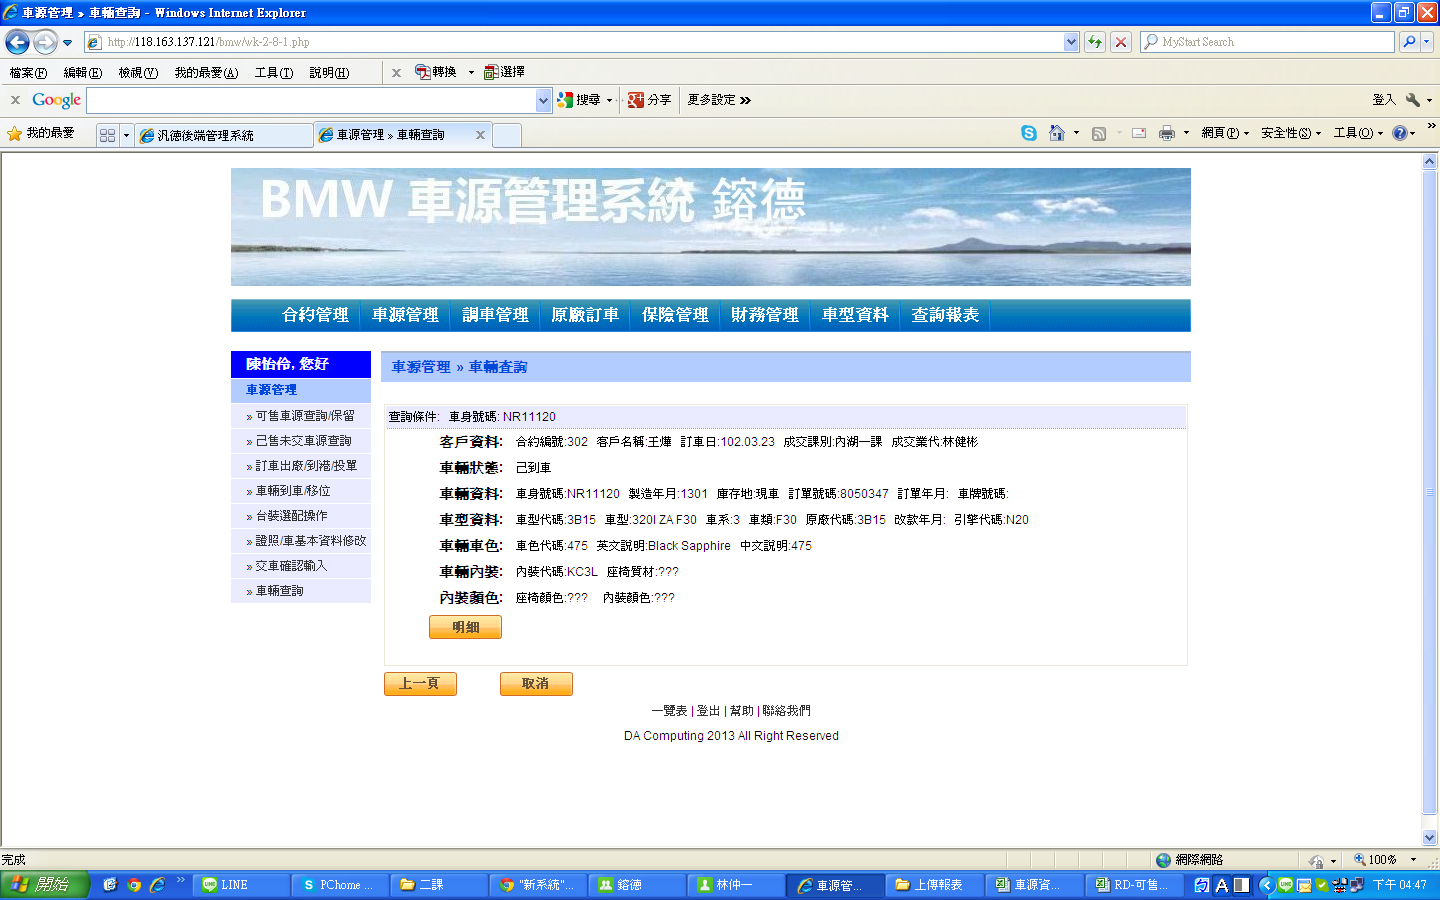 車源管理 » 車輛查詢 - Windows Internet Explorer
http://118.163.137.121/bmw/wk-2-8-1.php
MyStart Search
檔案(F) 編輯(E) 檢視(V) 我的最愛(A) 工具(T) 說明(H) x 轉換 選擇
x Google 搜尋 分享 更多設定 » 登入
我的最愛 汎德後端管理系統 車源管理 » 車輛查詢 網頁(P) 安全性(S) 工具(O)
BMW 車源管理系統 鎔德
合約管理 車源管理 調車管理 原廠訂車 保險管理 財務管理 車型資料 查詢報表
陳怡伶, 您好
車源管理
» 可售車源查詢/保留
» 己售未交車源查詢
» 訂車出廠/到港/投單
» 車輛到車/移位
» 台裝選配操作
» 證照/車基本資料修改
» 交車確認輸入
» 車輛查詢
車源管理 » 車輛查詢
查詢條件: 車身號碼: NR11120
客戶資料: 合約編號:302 客戶名稱:王燁 訂車日:102.03.23 成交課別:內湖一課 成交業代:林健彬
車輛狀態: 己到車
車輛資料: 車身號碼:NR11120 製造年月:1301 庫存地:現車 訂單號碼:8050347 訂單年月: 車牌號碼:
車型資料: 車型代碼:3B15 車型:320I ZA F30 車系:3 車類:F30 原廠代碼:3B15 改款年月: 引擎代碼:N20
車輛車色: 車色代碼:475 英文說明:Black Sapphire 中文說明:475
車輛內裝: 內裝代碼:KC3L 座椅質材:???
內裝顏色: 座椅顏色:??? 內裝顏色:???
明細
上一頁 取消
一覽表 | 登出 | 幫助 | 聯絡我們
DA Computing 2013 All Right Reserved
完成 網際網路 100%
開始 LINE PChome ... 二課 "新系統"... 鎔德 林仲一 車源管... 上傳報表 車源資... RD-可售... A 下午 04:47